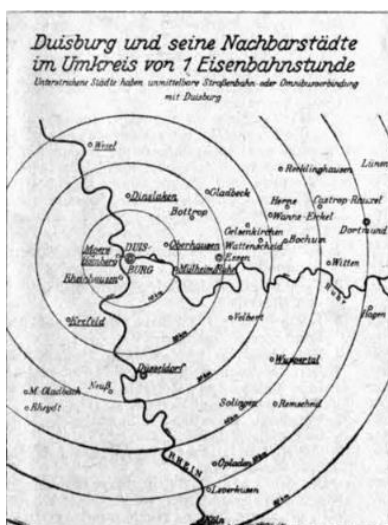 Duisburg und seine Nachbarstädte
im Umkreis von 1 Eisenbahnstunde
Unterstrichene Städte haben unmittelbare Straßenbahn- oder Omnibusverbindung
mit Duisburg
Wesel
Recklinghausen
Lünen
Dinslaken
Gladbeck
Herne
Castrop-Rauxel
Bottrop
Wanne-Eickel
Gelsenkirchen
Dortmund
Oberhausen
Wattenscheid
Bochum
Moers
DUIS-
BURG
Homberg
Essen
Witten
Rheinhausen
Mülheim/Ruhr
Ruhr
Hagen
Krefeld
Velbert
Düsseldorf
Wuppertal
M. Gladbach
Neuß
Rheydt
Solingen
Remscheid
RHEIN
Opladen
Leverkusen
Köln